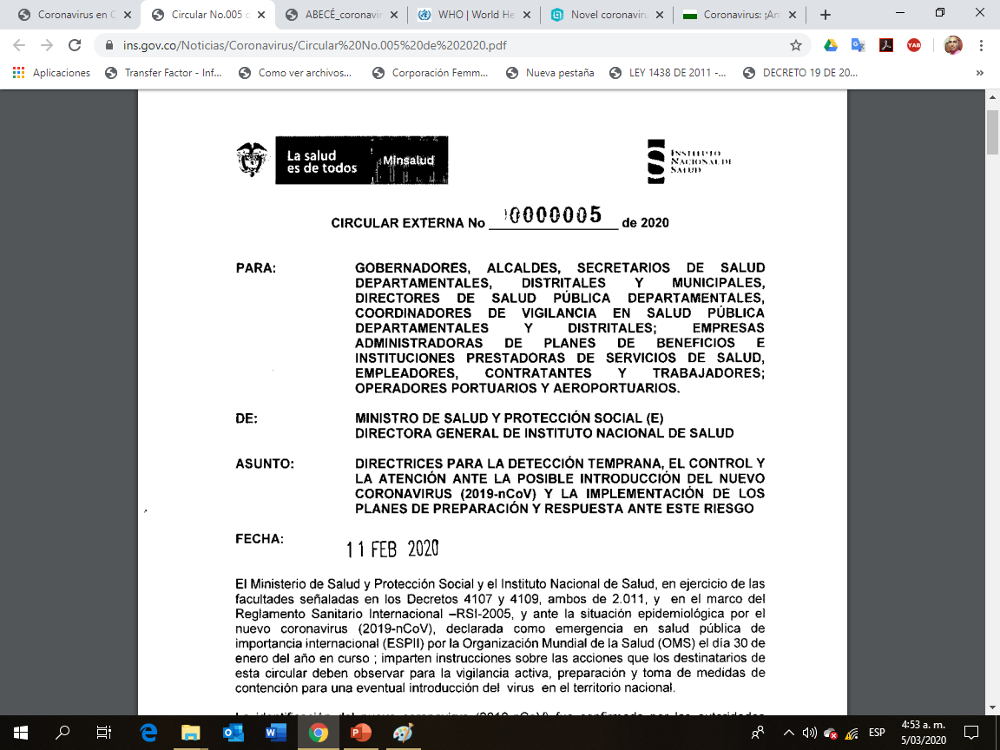 Coronavirus en C
Circular No.005 d
ABECÉ_coronavir
WHO | World He
Novel coronaviru
Coronavirus: ¡An
ins.gov.co/Noticias/Coronavirus/Circular%20No.005%20de%202020.pdf
YAB
Aplicaciones
Transfer Factor - Inf...
Como ver archivos...
Corporación Femm...
Nueva pestaña
LEY 1438 DE 2011 -...
DECRETO 19 DE 20...
»
La salud
es de todos
Minsalud
INSTITUTO
NACIONAL DE
SALUD
CIRCULAR EXTERNA No 0000005 de 2020
PARA: GOBERNADORES, ALCALDES, SECRETARIOS DE SALUD
DEPARTAMENTALES, DISTRITALES Y MUNICIPALES,
DIRECTORES DE SALUD PÚBLICA DEPARTAMENTALES,
COORDINADORES DE VIGILANCIA EN SALUD PÚBLICA
DEPARTAMENTALES Y DISTRITALES; EMPRESAS
ADMINISTRADORAS DE PLANES DE BENEFICIOS E
INSTITUCIONES PRESTADORAS DE SERVICIOS DE SALUD,
EMPLEADORES, CONTRATANTES Y TRABAJADORES;
OPERADORES PORTUARIOS Y AEROPORTUARIOS.
DE: MINISTRO DE SALUD Y PROTECCIÓN SOCIAL (E)
DIRECTORA GENERAL DE INSTITUTO NACIONAL DE SALUD
ASUNTO: DIRECTRICES PARA LA DETECCIÓN TEMPRANA, EL CONTROL Y
LA ATENCIÓN ANTE LA POSIBLE INTRODUCCIÓN DEL NUEVO
CORONAVIRUS (2019-nCoV) Y LA IMPLEMENTACIÓN DE LOS
PLANES DE PREPARACIÓN Y RESPUESTA ANTE ESTE RIESGO
FECHA: 11 FEB 2020
El Ministerio de Salud y Protección Social y el Instituto Nacional de Salud, en ejercicio de las
facultades señaladas en los Decretos 4107 y 4109, ambos de 2.011, y en el marco del
Reglamento Sanitario Internacional –RSI-2005, y ante la situación epidemiológica por el
nuevo coronavirus (2019-nCoV), declarada como emergencia en salud pública de
importancia internacional (ESPII) por la Organización Mundial de la Salud (OMS) el día 30 de
enero del año en curso ; imparten instrucciones sobre las acciones que los destinatarios de
esta circular deben observar para la vigilancia activa, preparación y toma de medidas de
contención para una eventual introducción del virus en el territorio nacional.
ESP
4:53 a. m.
5/03/2020